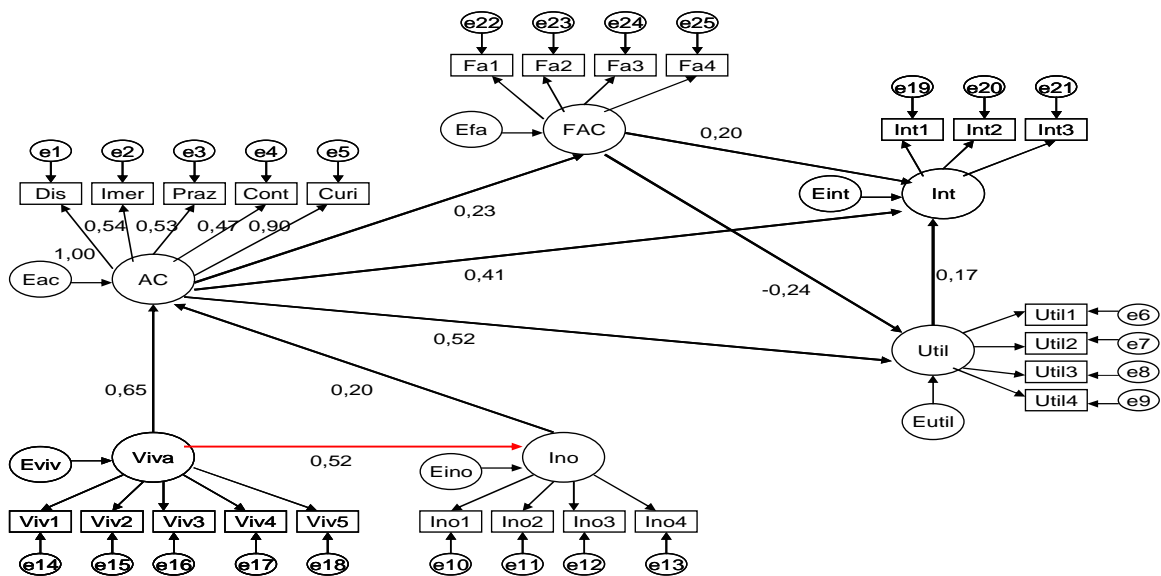 e22 e23 e24 e25
Fa1 Fa2 Fa3 Fa4
e19 e20 e21
Efa FAC
0,20
Int1 Int2 Int3
e1 e2 e3 e4 e5
Dis Imer Praz Cont Curi
Eint Int
0,54 0,53 0,47 0,90
0,23
1,00
Eac AC
0,41
0,17
-0,24
Util1 e6
0,52
Util2 e7
Util
Util3 e8
0,65
0,20
Util4 e9
Eutil
Eviv Viva
0,52
Eino Ino
Viv1 Viv2 Viv3 Viv4 Viv5
Ino1 Ino2 Ino3 Ino4
e14 e15 e16 e17 e18
e10 e11 e12 e13